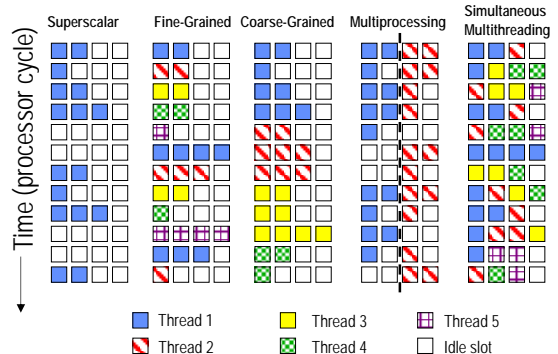 Superscalar
Fine-Grained
Coarse-Grained
Multiprocessing
Simultaneous
Multithreading
Time (processor cycle)
Thread 1
Thread 3
Thread 5
Thread 2
Thread 4
Idle slot